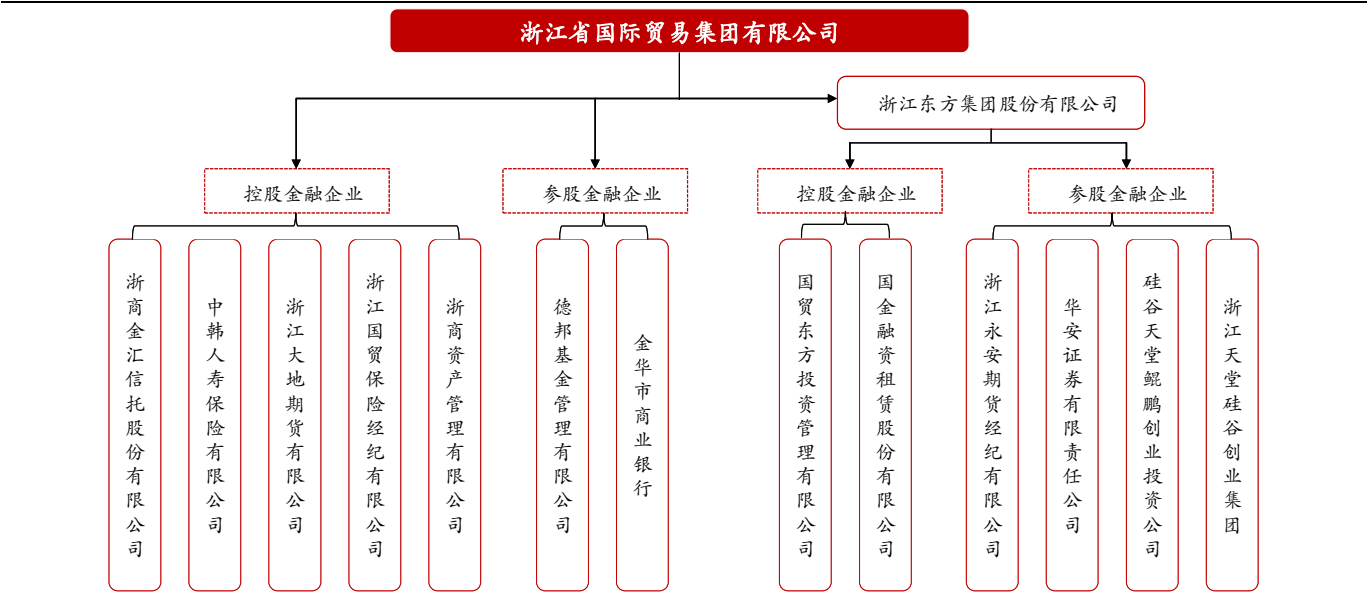 浙江省国际贸易集团有限公司
浙江东方集团股份有限公司
控股金融企业
参股金融企业
控股金融企业
参股金融企业
浙商金汇信托股份有限公司
中韩人寿保险有限公司
浙江大地期货有限公司
浙江国贸保险经纪有限公司
浙商资产管理有限公司
德邦基金管理有限公司
金华市商业银行
国贸东方投资管理有限公司
国金融资租赁股份有限公司
浙江永安期货经纪有限公司
华安证券有限责任公司
硅谷天堂鲲鹏创业投资公司
浙江天堂硅谷创业集团